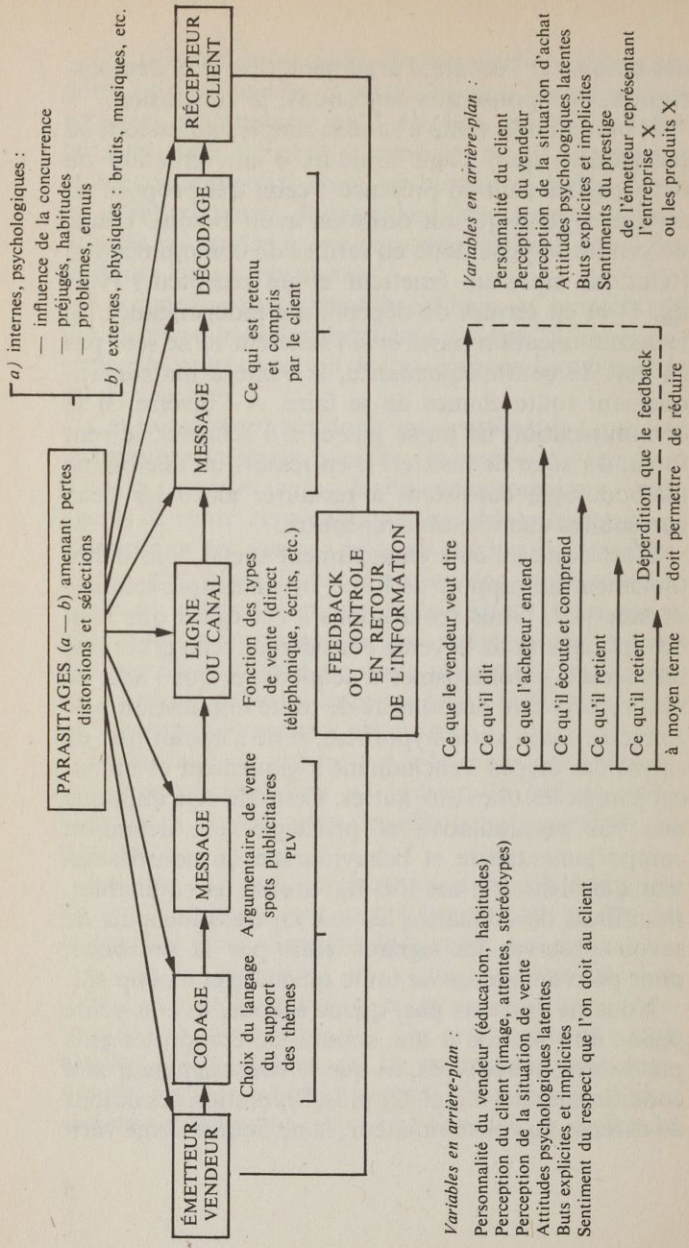 PARASITAGES (a — b) amenant pertes
distorsions et sélections
a) internes, psychologiques :
— influence de la concurrence
— préjugés, habitudes
— problèmes, ennuis
b) externes, physiques : bruits, musiques, etc.
ÉMETTEUR
VENDEUR
CODAGE
MESSAGE
LIGNE
OU CANAL
MESSAGE
DÉCODAGE
RÉCEPTEUR
CLIENT
Choix du langage
du support
des thèmes
Argumentaire de vente
spots publicitaires
PLV
Fonction des types
de vente (direct
téléphonique, écrits, etc.)
Ce qui est retenu
et compris
par le client
FEEDBACK
OU CONTROLE
EN RETOUR
DE L'INFORMATION
Variables en arrière-plan :
Personnalité du vendeur (éducation, habitudes)
Perception du client (image, attentes, stéréotypes)
Perception de la situation de vente
Attitudes psychologiques latentes
Buts explicites et implicites
Sentiment du respect que l'on doit au client
Ce que le vendeur veut dire
Ce qu'il dit
Ce que l'acheteur entend
Ce qu'il écoute et comprend
Ce qu'il retient
Ce qu'il retient
à moyen terme
Déperdition que le feedback
doit permettre de réduire
Variables en arrière-plan :
Personnalité du client
Perception du vendeur
Perception de la situation d'achat
Attitudes psychologiques latentes
Buts explicites et implicites
Sentiments du prestige
de l'émetteur représentant
l'entreprise X
ou les produits X